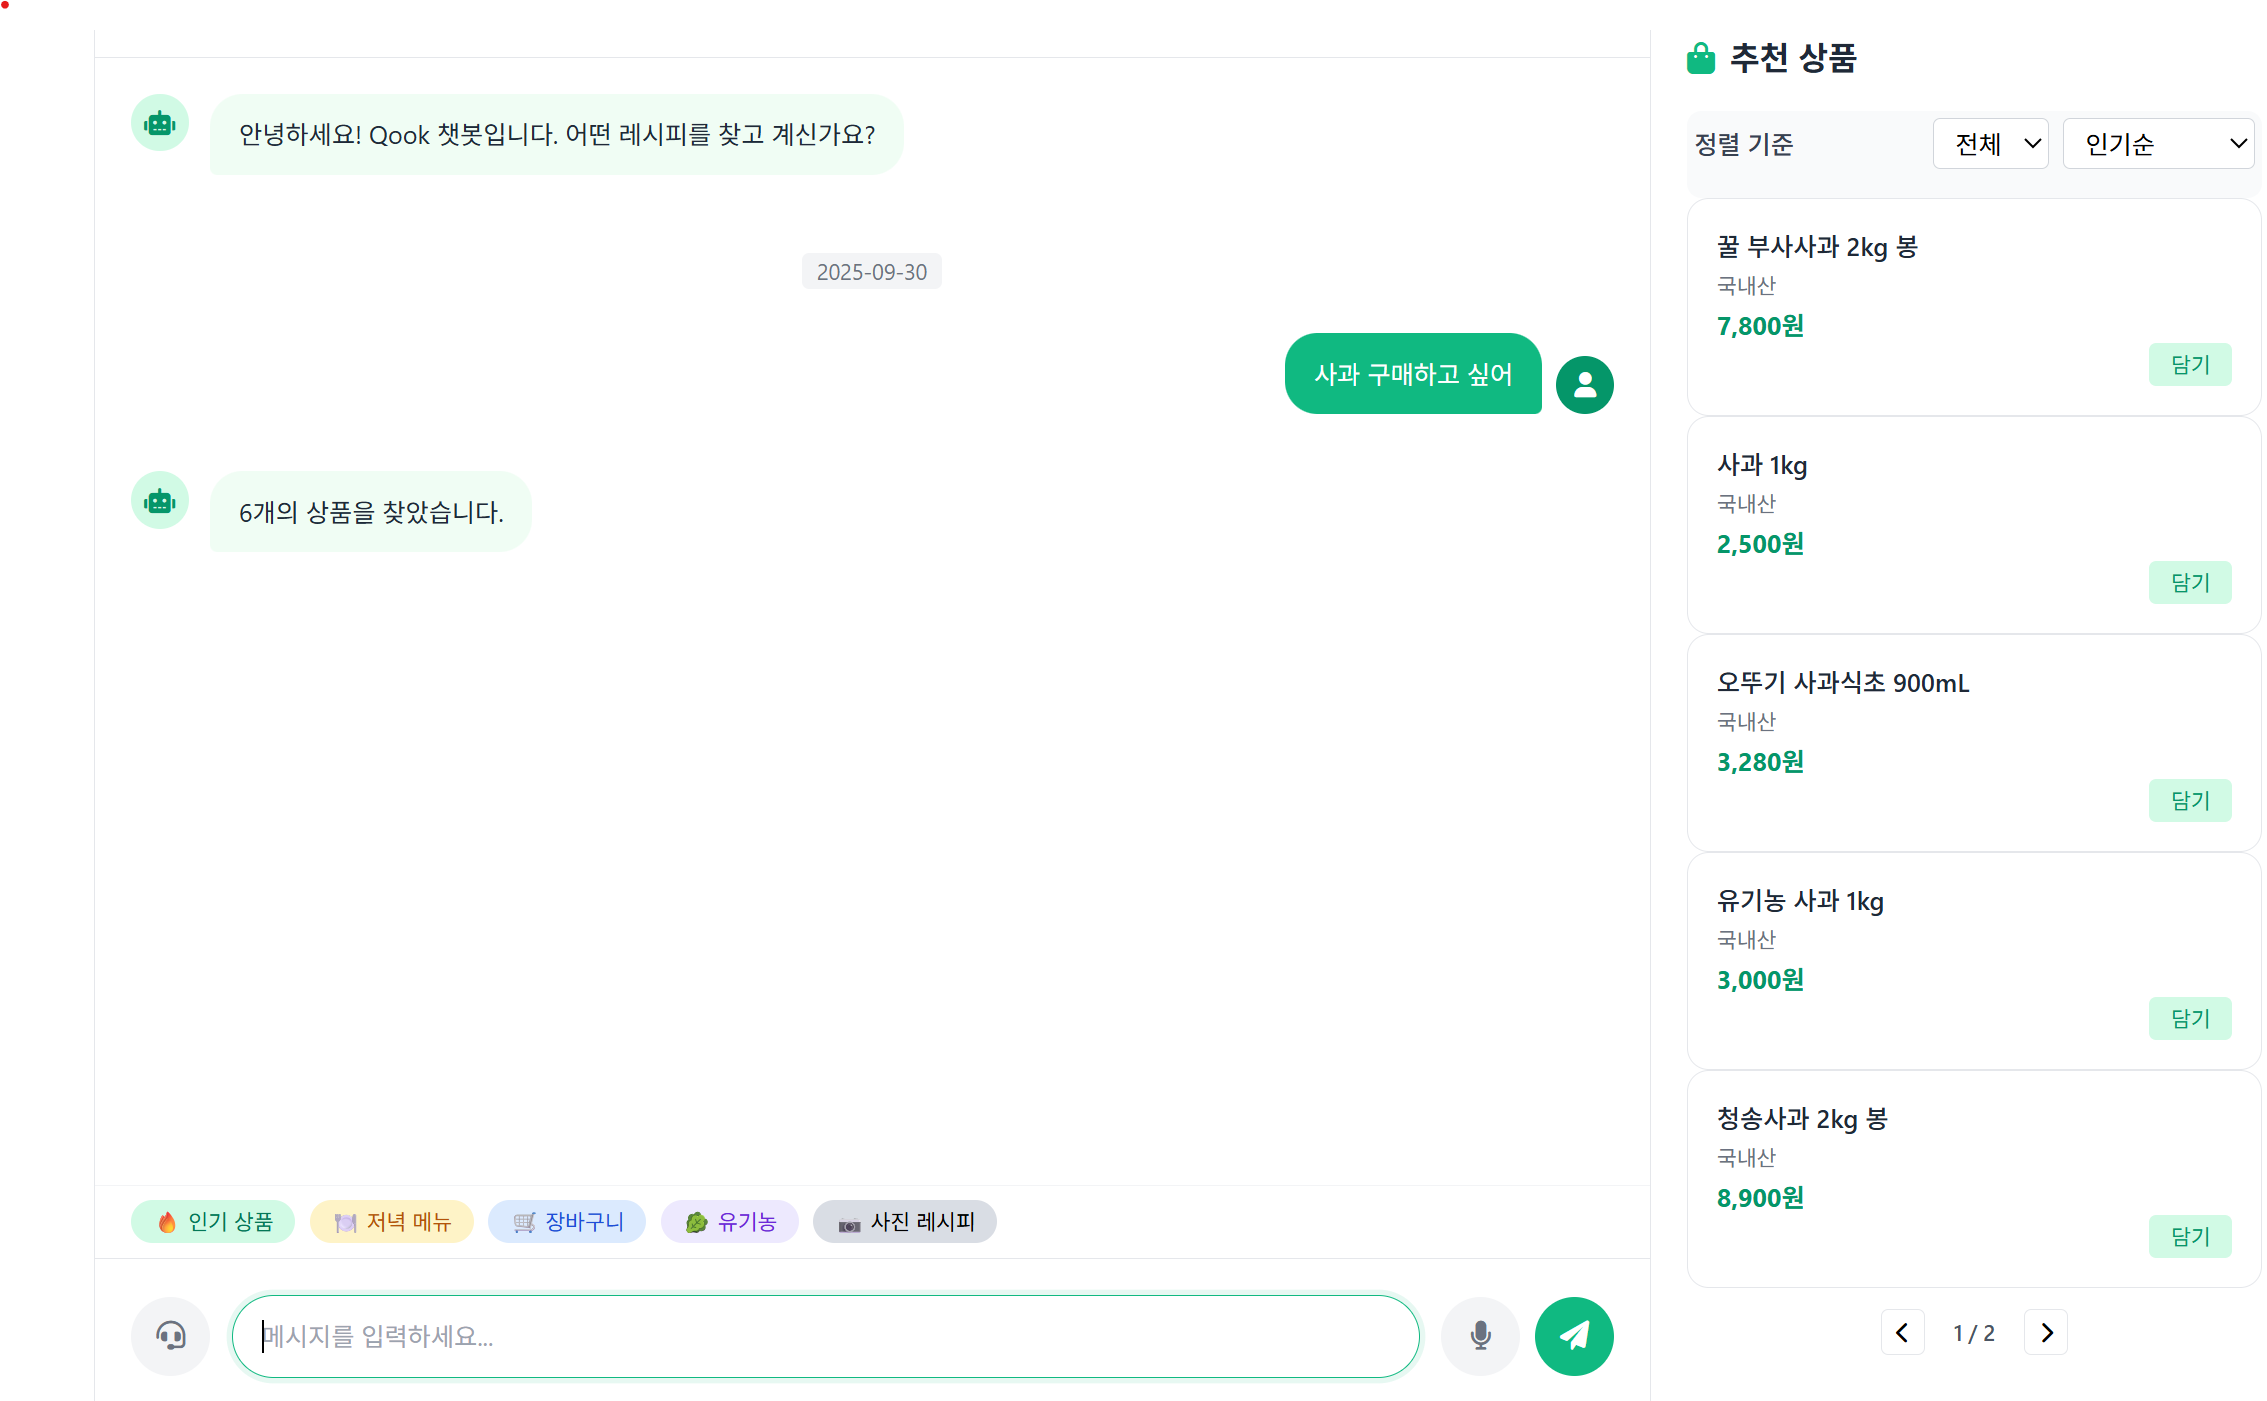 안녕하세요! Qook 챗봇입니다. 어떤 레시피를 찾고 계신가요?
2025-09-30
사과 구매하고 싶어
6개의 상품을 찾았습니다.
인기 상품
저녁 메뉴
장바구니
유기농
사진 레시피
메시지를 입력하세요...
추천 상품
정렬 기준
전체
인기순
꿀 부사사과 2kg 봉
국내산
7,800원
담기
사과 1kg
국내산
2,500원
담기
오뚜기 사과식초 900mL
국내산
3,280원
담기
유기농 사과 1kg
국내산
3,000원
담기
청송사과 2kg 봉
국내산
8,900원
담기
1 / 2